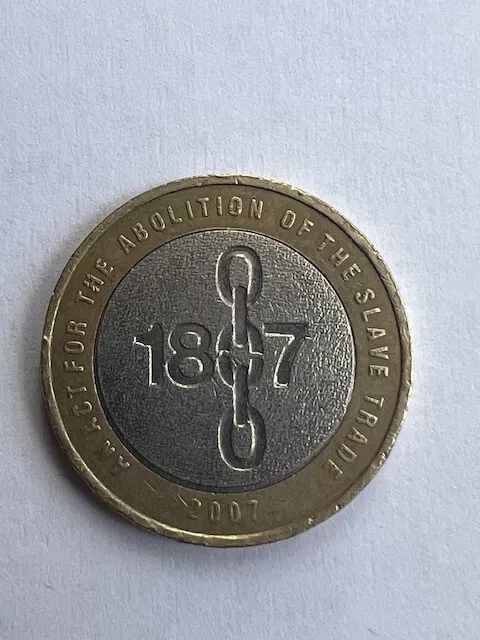 AN ACT FOR THE ABOLITION OF THE SLAVE TRADE
1807
2007